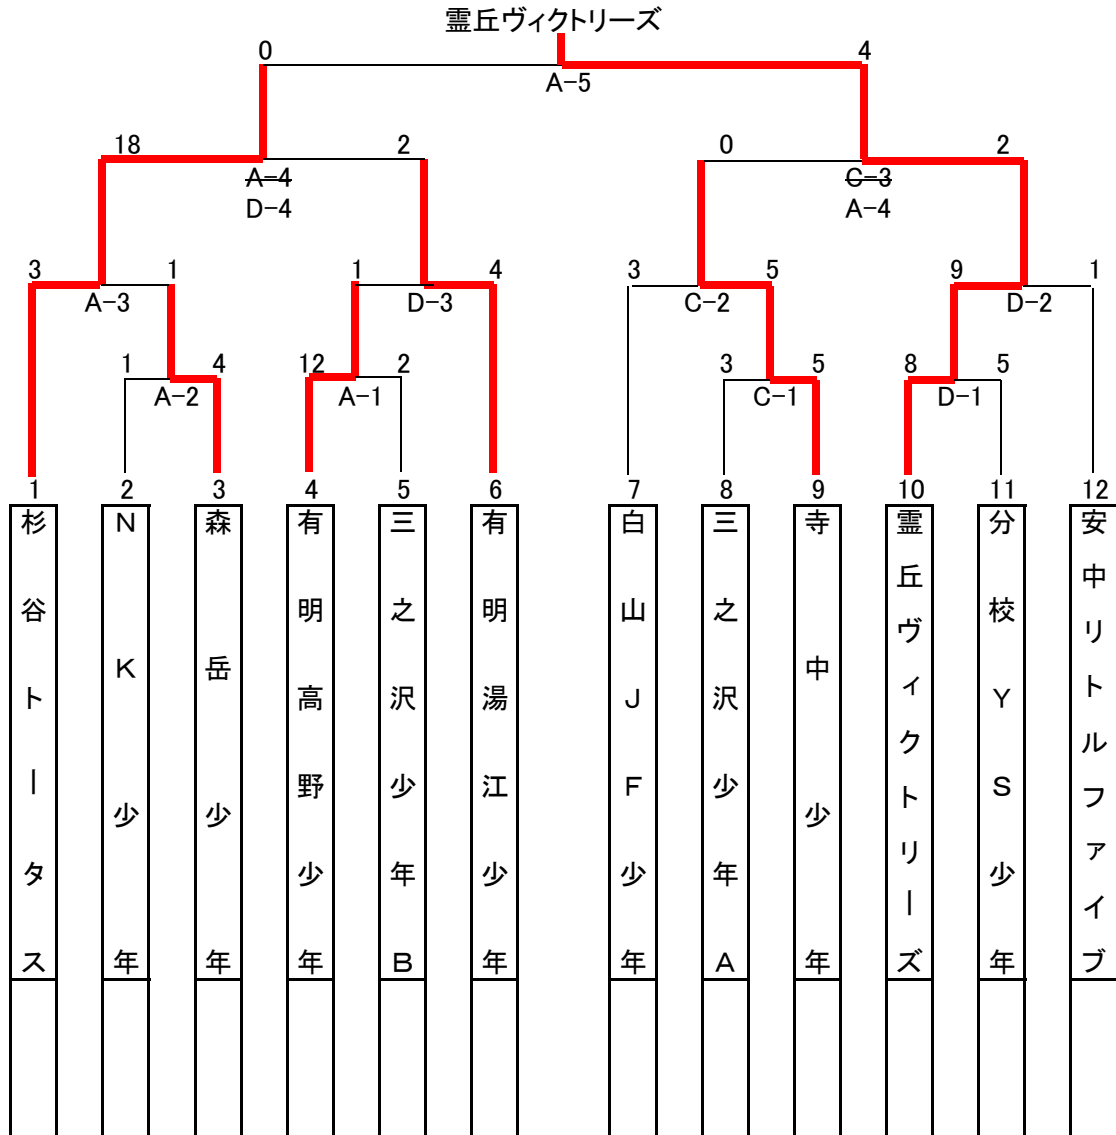 霊丘ヴィクトリーズ
0 4
A-5
18 2 0 2
A-4 C-3
D-4 A-4
3 1 1 4 3 5 9 1
A-3 D-3 C-2 D-2
1 4 12 2 3 5 8 5
A-2 A-1 C-1 D-1
1 2 3 4 5 6 7 8 9 10 11 12
杉谷トータス
NK少年
森岳少年
有明高野少年
三之沢少年B
有明湯江少年
白山JF少年
三之沢少年A
寺中少年
霊丘ヴィクトリーズ
分校YS少年
安中リトルファイブ